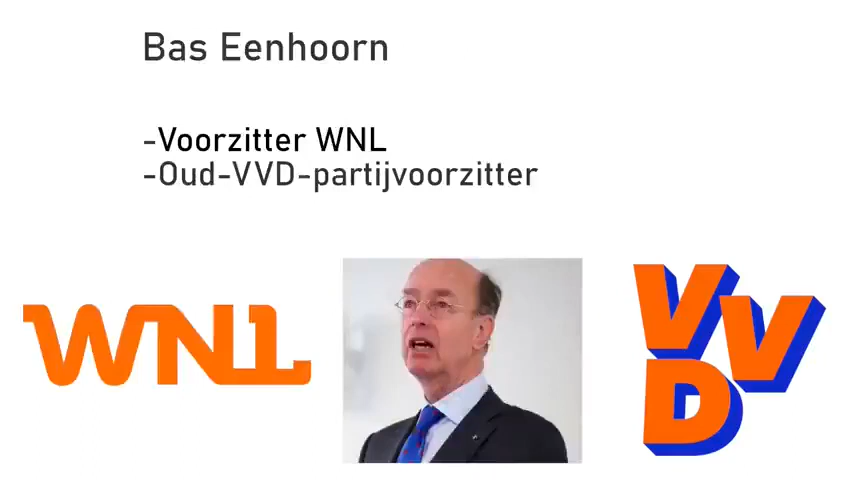 Bas Eenhoorn
-Voorzitter WNL
-Oud-VVD-partijvoorzitter
WNL
VVD